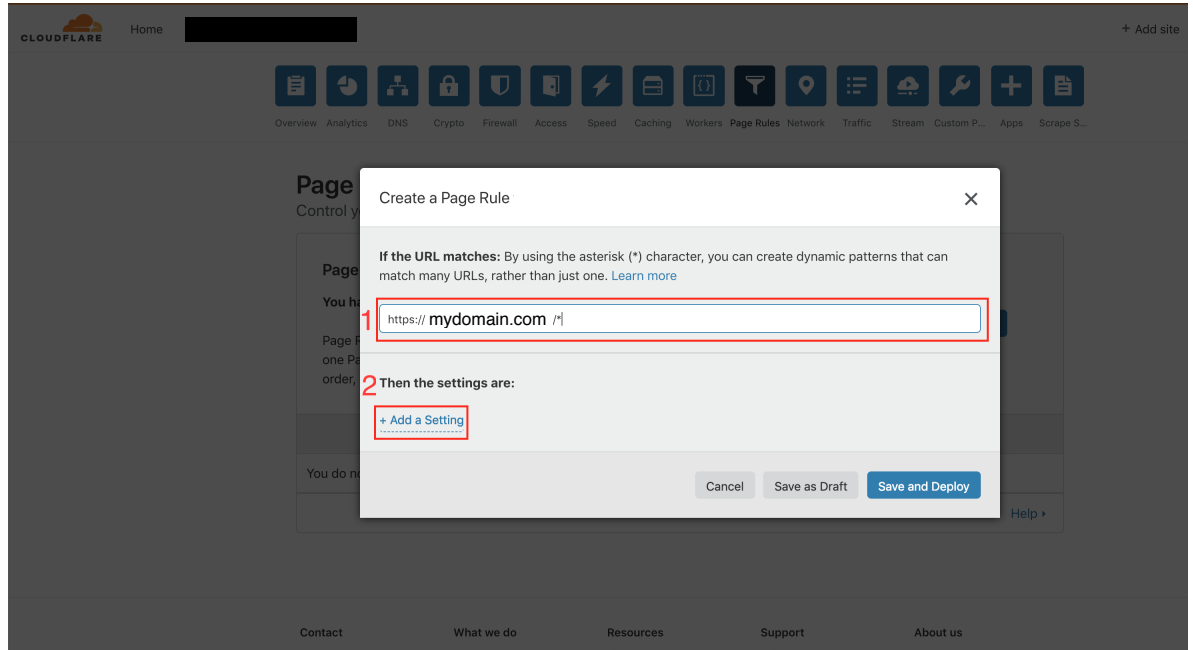 CLOUDFLARE
Home
+ Add site
Overview Analytics DNS Crypto Firewall Access Speed Caching Workers Page Rules Network Traffic Stream Custom P... Apps Scrape S...
Page
Control y
Create a Page Rule
Page
You ha
Page
one Pa
order,
If the URL matches: By using the asterisk (*) character, you can create dynamic patterns that can
match many URLs, rather than just one. Learn more
1
https:// mydomain.com /*
2
Then the settings are:
+ Add a Setting
You do no
Cancel Save as Draft Save and Deploy
Help
Contact What we do Resources Support About us